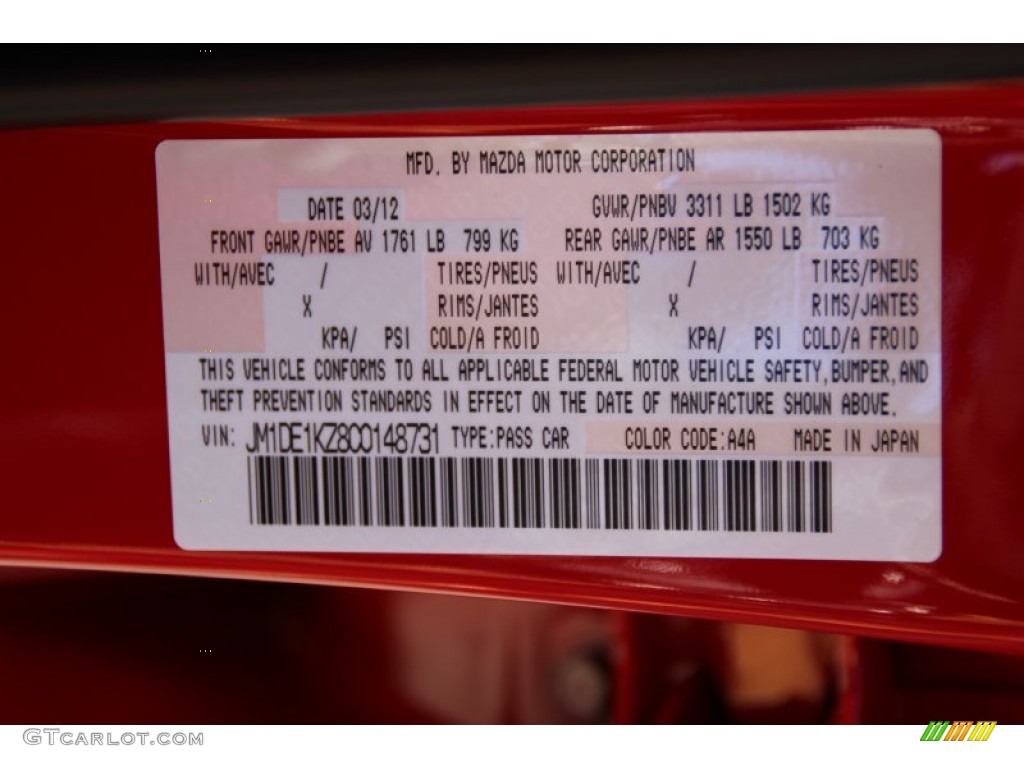 MFD. BY MAZDA MOTOR CORPORATION
DATE 03/12 GVWR/PNBV 3311 LB 1502 KG
FRONT GAWR/PNBE AV 1761 LB 799 KG REAR GAWR/PNBE AR 1550 LB 703 KG
WITH/AVEC / TIRES/PNEUS WITH/AVEC / TIRES/PNEUS
X RIMS/JANTES X RIMS/JANTES
KPA/ PSI COLD/A FROID KPA/ PSI COLD/A FROID
THIS VEHICLE CONFORMS TO ALL APPLICABLE FEDERAL MOTOR VEHICLE SAFETY,BUMPER,AND
THEFT PREVENTION STANDARDS IN EFFECT ON THE DATE OF MANUFACTURE SHOWN ABOVE.
VIN: JM1DE1KZ8C0148731 TYPE:PASS CAR COLOR CODE:A4A MADE IN JAPAN
GTCarlot.com